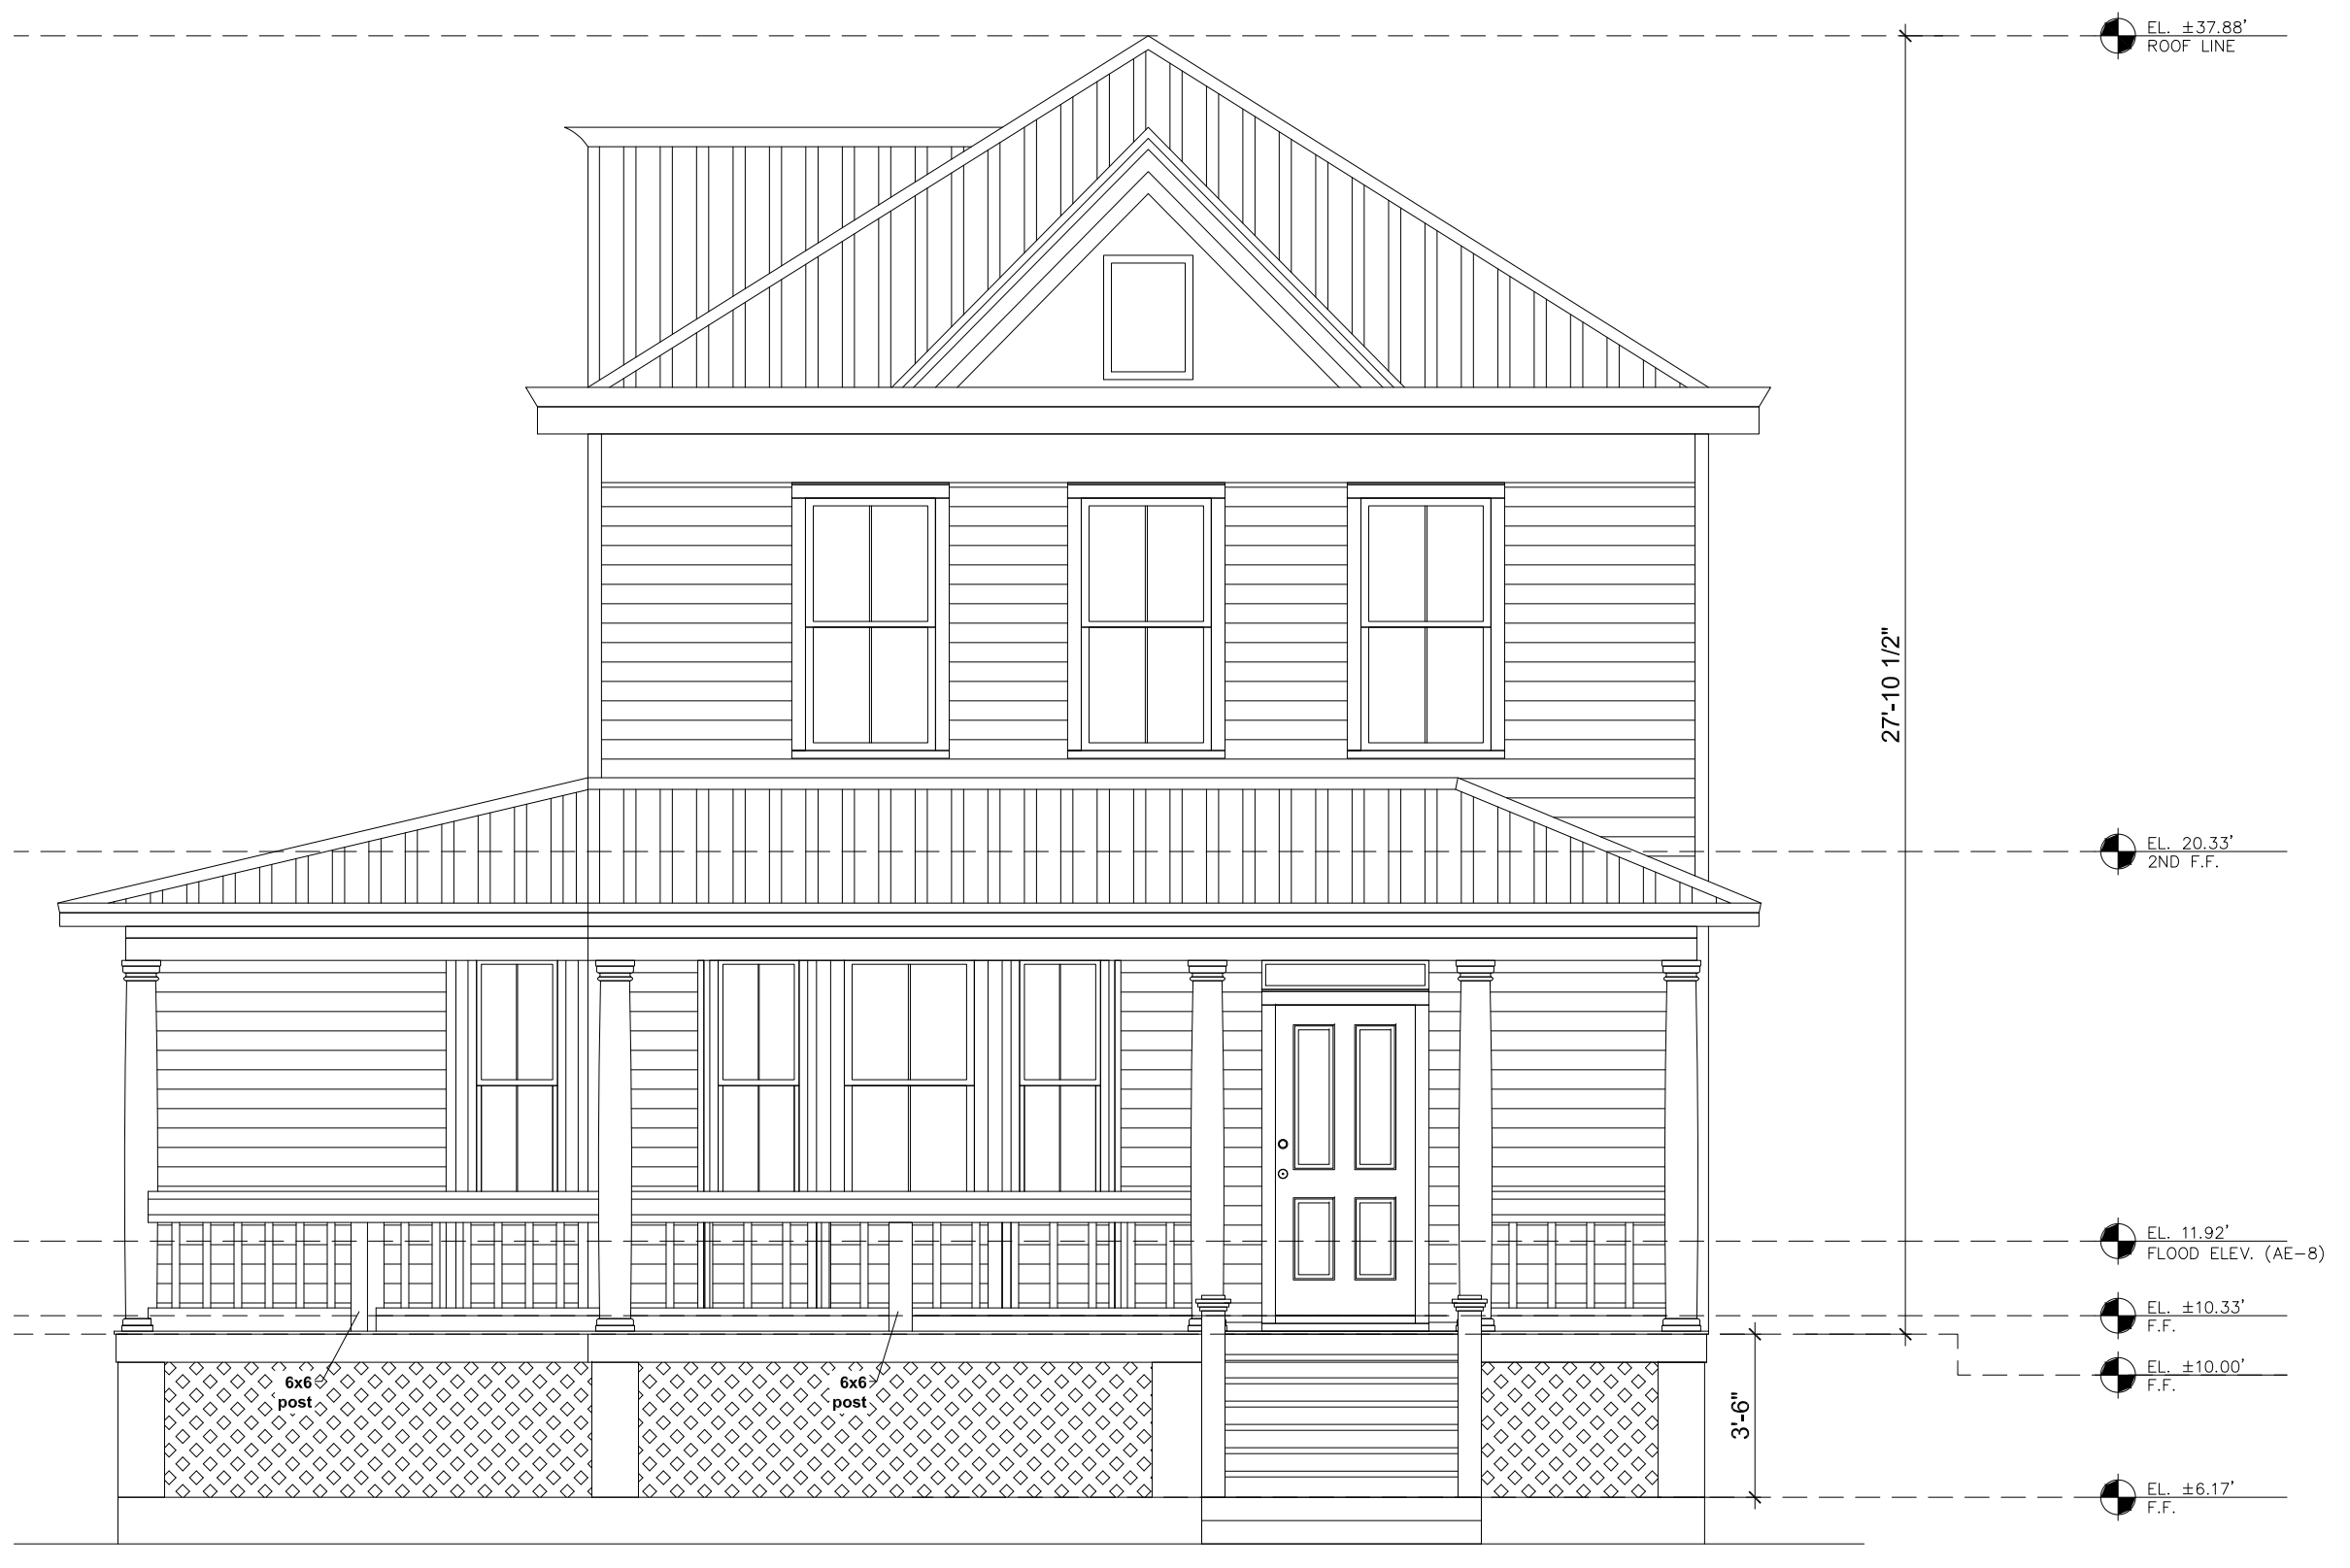 EL. ±37.88’
ROOF LINE
27'-10 1/2"
EL. 20.33’
2ND F.F.
EL. 11.92’
FLOOD ELEV. (AE–8)
EL. ±10.33’
F.F.
EL. ±10.00’
F.F.
6x6
post
6x6
post
3'-6"
EL. ±6.17’
F.F.